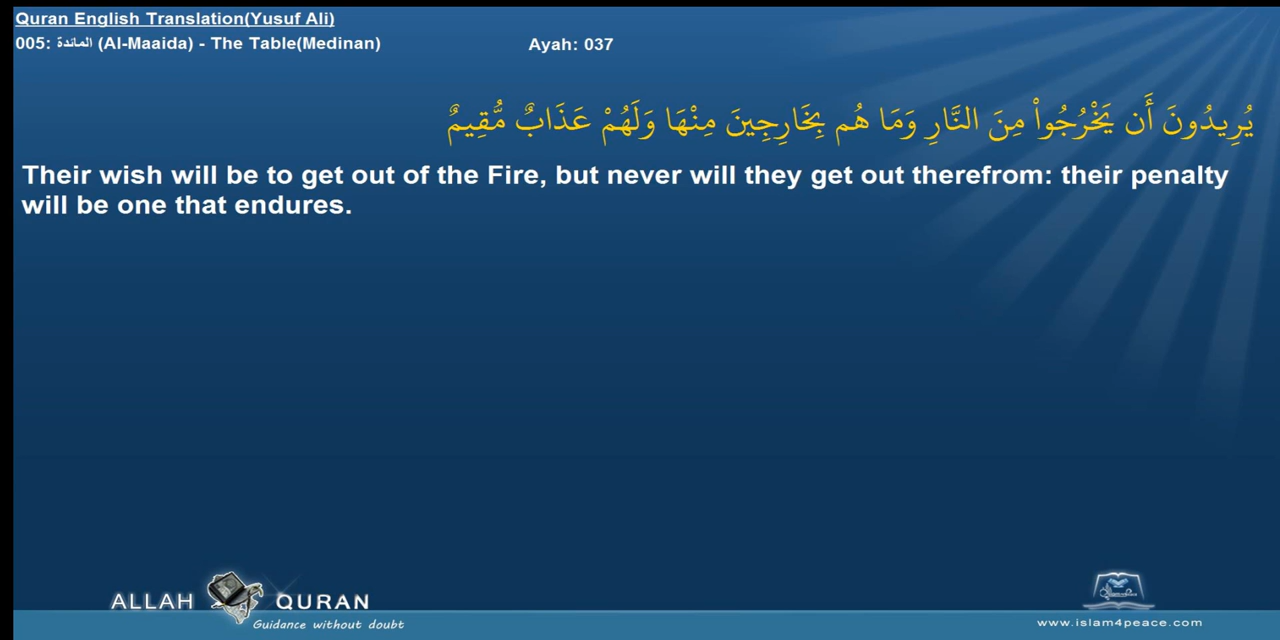 Quran English Translation(Yusuf Ali)
005: المائدة (Al-Maaida) - The Table(Medinan) Ayah: 037
يُرِيدُونَ أَن يَخْرُجُواْ مِنَ النَّارِ وَمَا هُم بِخَارِجِينَ مِنْهَا وَلَهُمْ عَذَابٌ مُّقِيمٌ
Their wish will be to get out of the Fire, but never will they get out therefrom: their penalty
will be one that endures.
ALLAH QURAN
Guidance without doubt
www.islam4peace.com